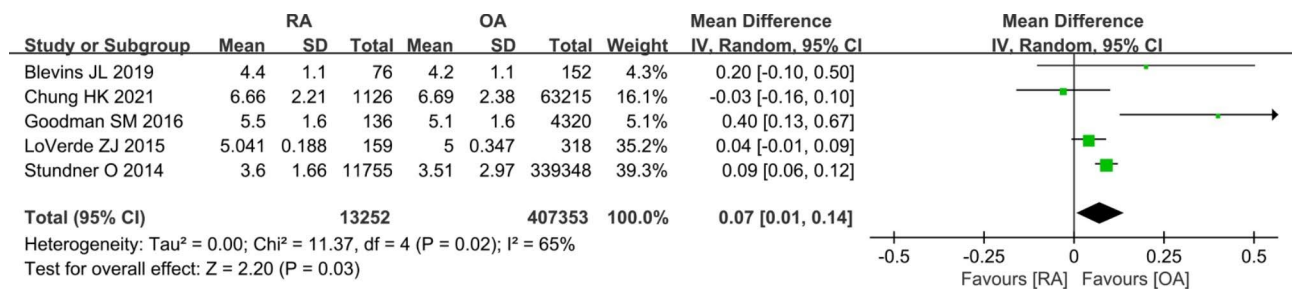 RA OA Mean Difference Mean Difference
Study or Subgroup Mean SD Total Mean SD Total Weight IV, Random, 95% CI IV, Random, 95% CI
Blevins JL 2019 4.4 1.1 76 4.2 1.1 152 4.3% 0.20 [-0.10, 0.50]
Chung HK 2021 6.66 2.21 1126 6.69 2.38 63215 16.1% -0.03 [-0.16, 0.10]
Goodman SM 2016 5.5 1.6 136 5.1 1.6 4320 5.1% 0.40 [0.13, 0.67]
LoVerde ZJ 2015 5.041 0.188 159 5 0.347 318 35.2% 0.04 [-0.01, 0.09]
Stundner O 2014 3.6 1.66 11755 3.51 2.97 339348 39.3% 0.09 [0.06, 0.12]
Total (95% CI) 13252 407353 100.0% 0.07 [0.01, 0.14]
Heterogeneity: Tau² = 0.00; Chi² = 11.37, df = 4 (P = 0.02); I² = 65%
Test for overall effect: Z = 2.20 (P = 0.03)
-0.5 -0.25 0 0.25 0.5
Favours [RA] Favours [OA]